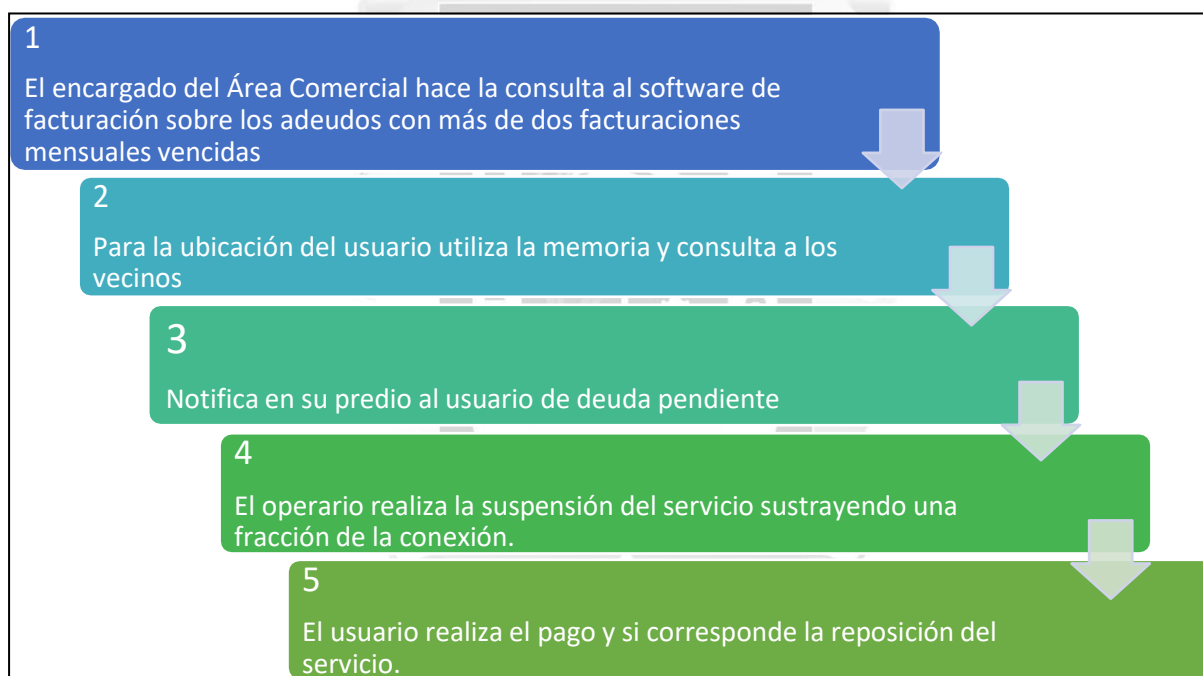 1
El encargado del Área Comercial hace la consulta al software de
facturación sobre los adeudos con más de dos facturaciones
mensuales vencidas
2
Para la ubicación del usuario utiliza la memoria y consulta a los
vecinos
3
Notifica en su predio al usuario de deuda pendiente
4
El operario realiza la suspensión del servicio sustrayendo una
fracción de la conexión.
5
El usuario realiza el pago y si corresponde la reposición del
servicio.